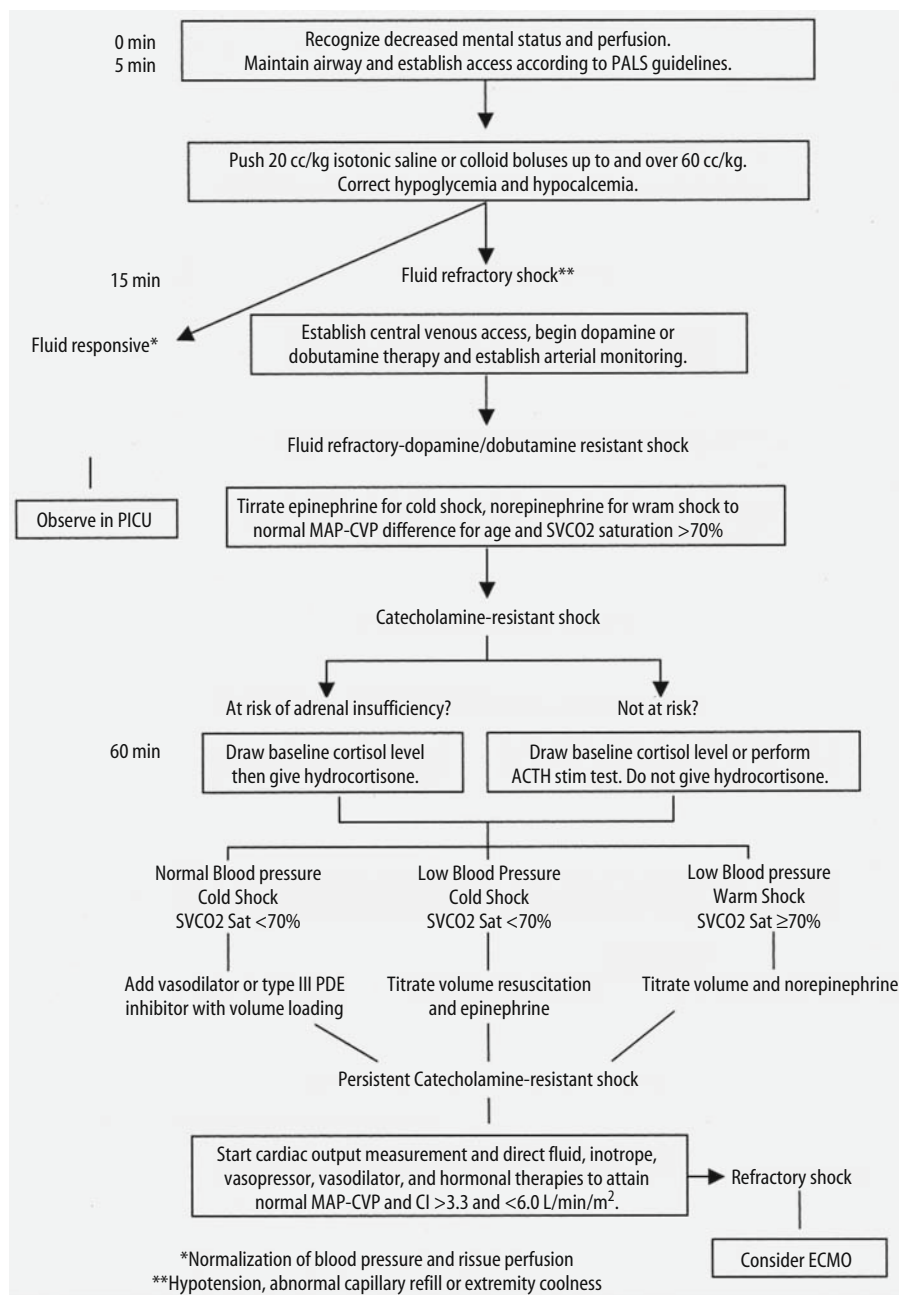 0 min
5 min
Recognize decreased mental status and perfusion.
Maintain airway and establish access according to PALS guidelines.
Push 20 cc/kg isotonic saline or colloid boluses up to and over 60 cc/kg.
Correct hypoglycemia and hypocalcemia.
15 min
Fluid refractory shock**
Fluid responsive*
Establish central venous access, begin dopamine or
dobutamine therapy and establish arterial monitoring.
Fluid refractory-dopamine/dobutamine resistant shock
Observe in PICU
Tirrate epinephrine for cold shock, norepinephrine for wram shock to
normal MAP-CVP difference for age and SVCO2 saturation >70%
Catecholamine-resistant shock
At risk of adrenal insufficiency?
Not at risk?
60 min
Draw baseline cortisol level
then give hydrocortisone.
Draw baseline cortisol level or perform
ACTH stim test. Do not give hydrocortisone.
Normal Blood pressure
Cold Shock
SVCO2 Sat <70%
Low Blood Pressure
Cold Shock
SVCO2 Sat <70%
Low Blood pressure
Warm Shock
SVCO2 Sat ≥70%
Add vasodilator or type III PDE
inhibitor with volume loading
Titrate volume resuscitation
and epinephrine
Titrate volume and norepinephrine
Persistent Catecholamine-resistant shock
Start cardiac output measurement and direct fluid, inotrope,
vasopressor, vasodilator, and hormonal therapies to attain
normal MAP-CVP and CI >3.3 and <6.0 L/min/m².
Refractory shock
Consider ECMO
*Normalization of blood pressure and rissue perfusion
**Hypotension, abnormal capillary refill or extremity coolness